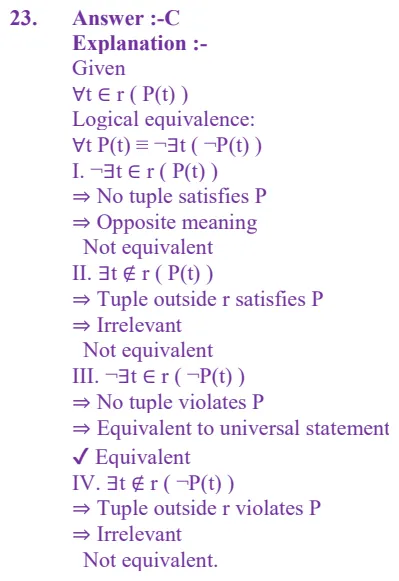 23. Answer :-C
Explanation :-
Given
∀t ∈ r ( P(t) )
Logical equivalence:
∀t P(t) ≡ ¬∃t ( ¬P(t) )
I. ¬∃t ∈ r ( P(t) )
⇒ No tuple satisfies P
⇒ Opposite meaning
Not equivalent
II. ∃t ∉ r ( P(t) )
⇒ Tuple outside r satisfies P
⇒ Irrelevant
Not equivalent
III. ¬∃t ∈ r ( ¬P(t) )
⇒ No tuple violates P
⇒ Equivalent to universal statement
✓ Equivalent
IV. ∃t ∉ r ( ¬P(t) )
⇒ Tuple outside r violates P
⇒ Irrelevant
Not equivalent.